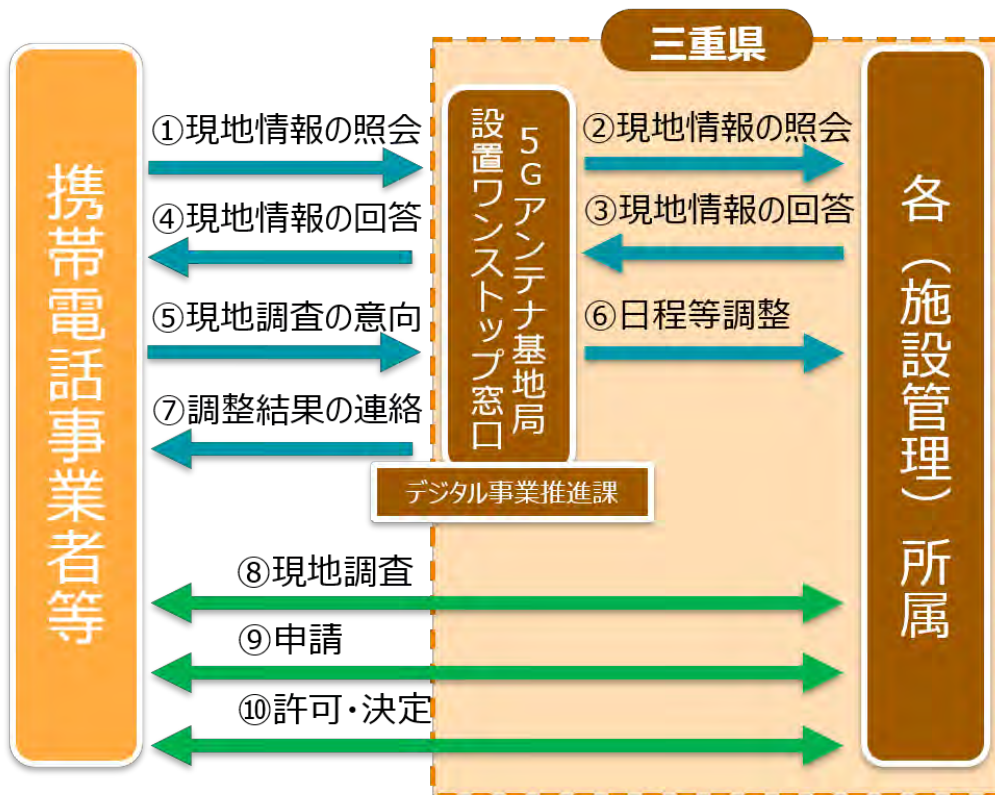 三重県
携帯電話事業者等
①現地情報の照会
④現地情報の回答
⑤現地調査の意向
⑦調整結果の連絡
5Gアンテナ基地局
設置ワンストップ窓口
デジタル事業推進課
②現地情報の照会
③現地情報の回答
⑥日程等調整
各（施設管理）所属
⑧現地調査
⑨申請
⑩許可・決定